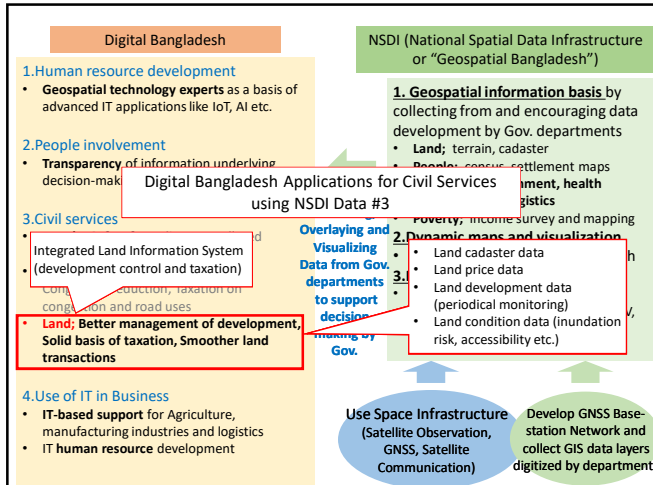 Digital Bangladesh
1.Human resource development
• Geospatial technology experts as a basis of
advanced IT applications like IoT, AI etc.
2.People involvement
• Transparency of information underlying
decision-mak
3.Civil services
Integrated Land Information System
(development control and taxation)
Congestion reduction, Taxation on
congestion and road uses
• Land; Better management of development,
Solid basis of taxation, Smoother land
transactions
4.Use of IT in Business
• IT-based support for Agriculture,
manufacturing industries and logistics
• IT human resource development
Digital Bangladesh Applications for Civil Services
using NSDI Data #3
Overlaying and
Visualizing
Data from Gov.
departments
to support
decision
making by
Gov.
NSDI (National Spatial Data Infrastructure
or “Geospatial Bangladesh”)
1. Geospatial information basis by
collecting from and encouraging data
development by Gov. departments
• Land; terrain, cadaster
• People; census, settlement maps
nment, health
gistics
• Poverty; income survey and mapping
2.Dynamic maps and visualization
3.
• Land cadaster data
• Land price data
• Land development data
(periodical monitoring)
• Land condition data (inundation
risk, accessibility etc.)
Use Space Infrastructure
(Satellite Observation,
GNSS, Satellite
Communication)
Develop GNSS Base-
station Network and
collect GIS data layers
digitized by department